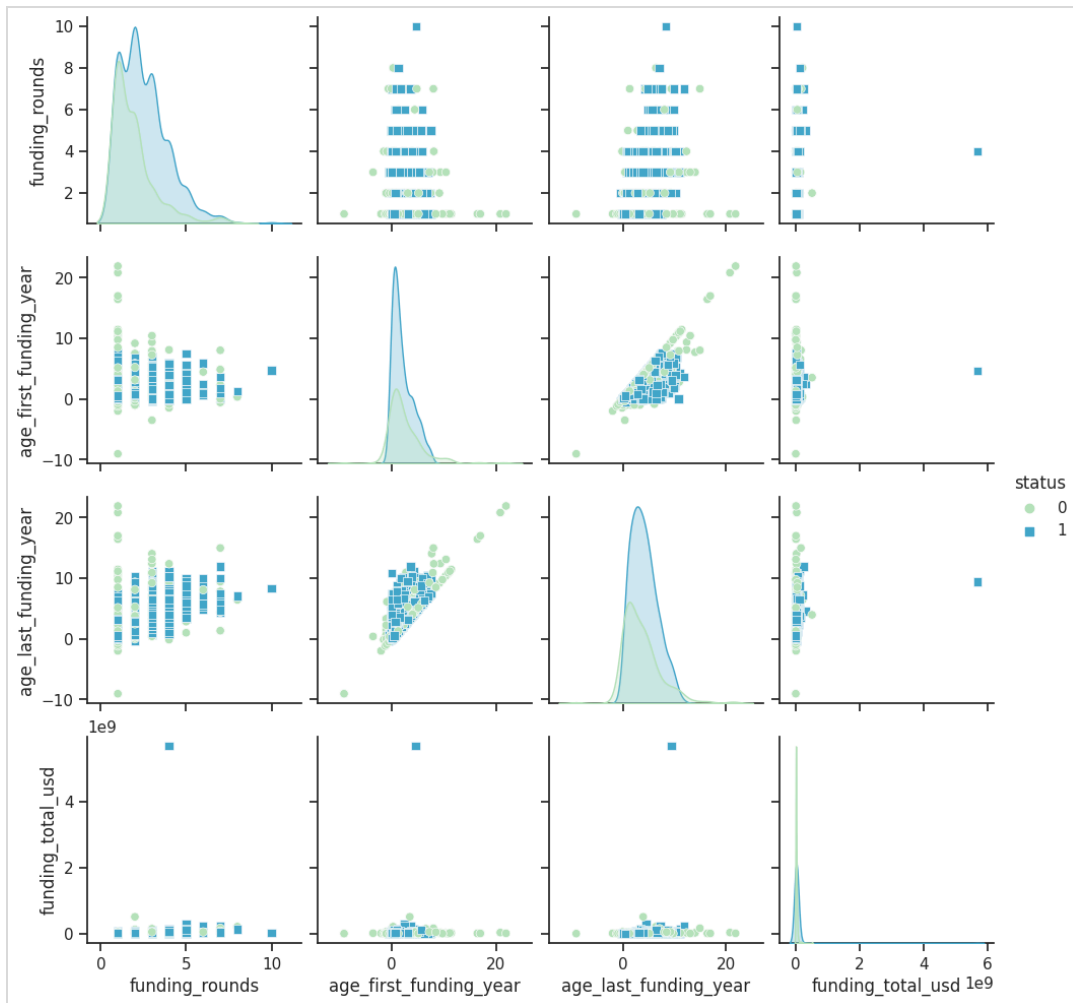 10
8
6
4
2
funding_rounds
20
10
0
−10
age_first_funding_year
status
0
1
20
10
0
−10
age_last_funding_year
1e9
4
2
0
funding_total_usd
0 5 10
0 20
0 10 20
0 2 4 6
1e9
funding_rounds
age_first_funding_year
age_last_funding_year
funding_total_usd